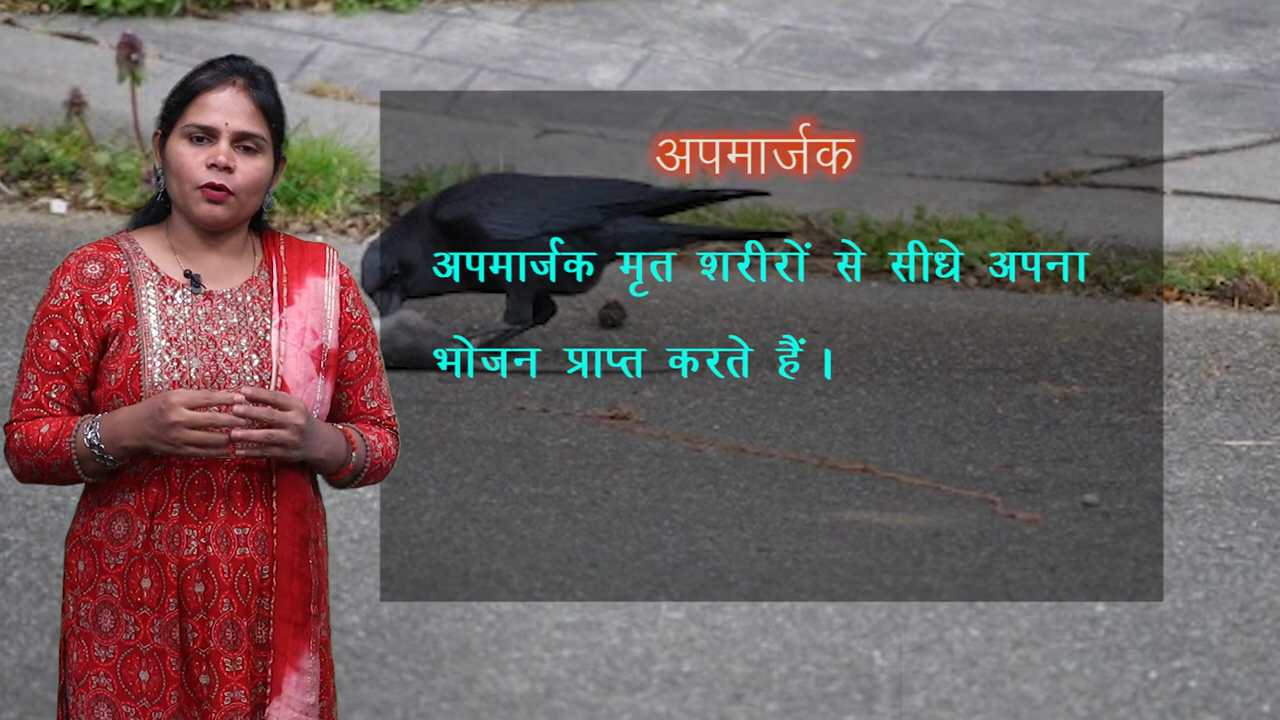 अपमार्जक
अपमार्जक मृत शरीरों से सीधे अपना
भोजन प्राप्त करते हैं।